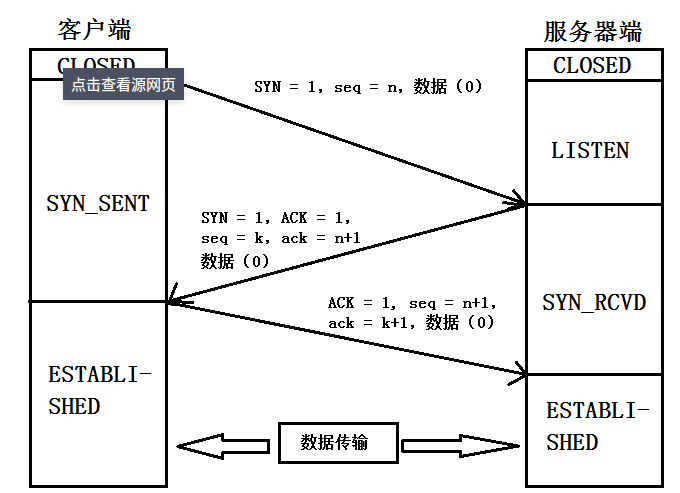 客户端
服务器端
CLOSED
点击查看源网页
CLOSED
SYN = 1, seq = n, 数据（0）
LISTEN
SYN_SENT
SYN = 1, ACK = 1,
seq = k, ack = n+1
数据（0）
ACK = 1, seq = n+1,
ack = k+1, 数据（0）
SYN_RCVD
ESTABLI-
SHED
ESTABLI-
SHED
数据传输